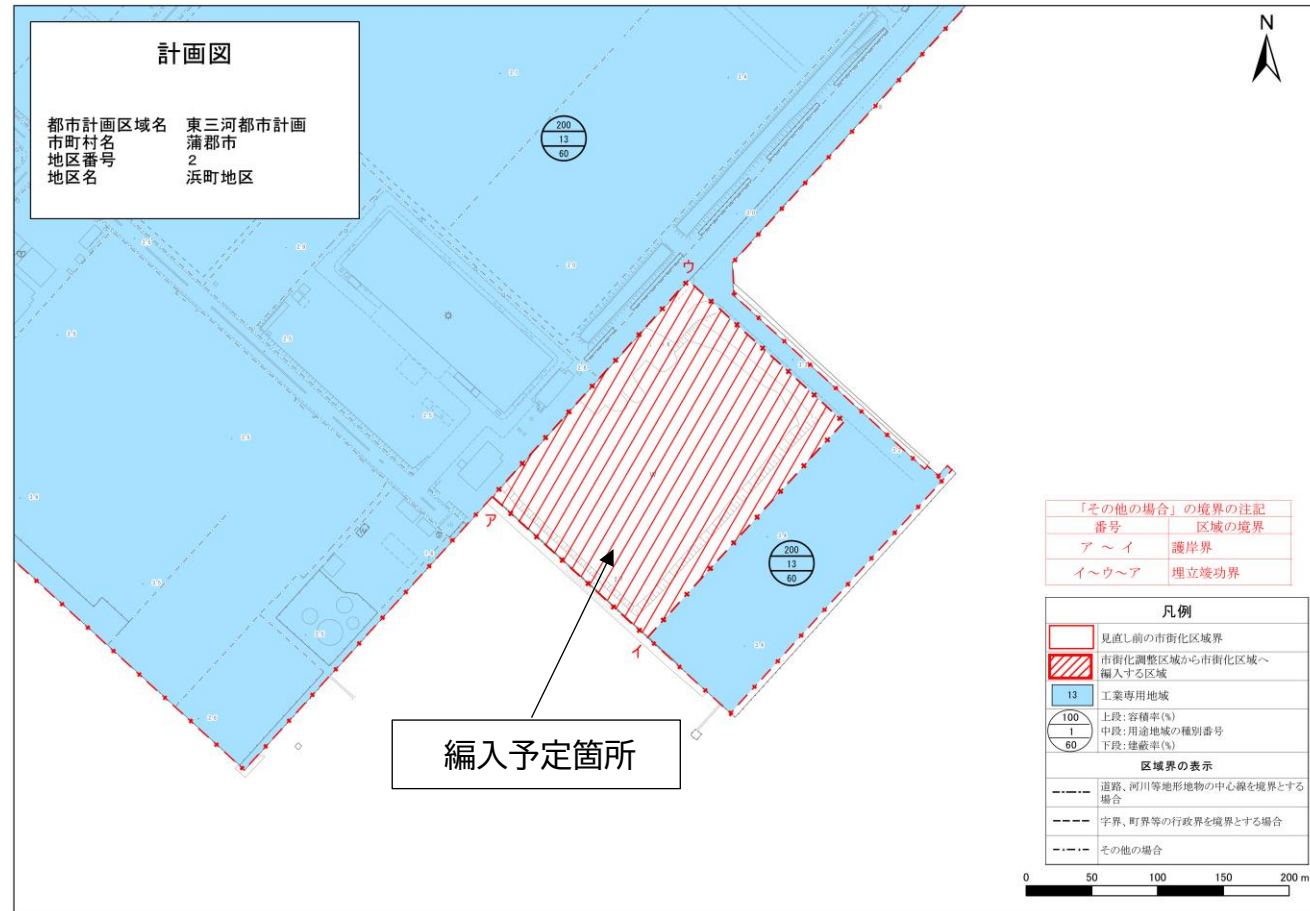 計画図
都市計画区域名 東三河都市計画
市町村名 蒲郡市
地区番号 2
地区名 浜町地区
N
200
13
60
ウ
ア
イ
200
13
60
編入予定箇所
「その他の場合」の境界の注記
番号 区域の境界
ア ~ イ 護岸界
イ~ウ~ア 埋立竣功界
凡例
見直し前の市街化区域界
市街化調整区域から市街化区域へ
編入する区域
13 工業専用地域
100 上段:容積率(%)
1 中段:用途地域の種別番号
60 下段:建蔽率(%)
区域界の表示
道路、河川等地形地物の中心線を境界とする
場合
字界、町界等の行政界を境界とする場合
その他の場合
0 50 100 150 200 m